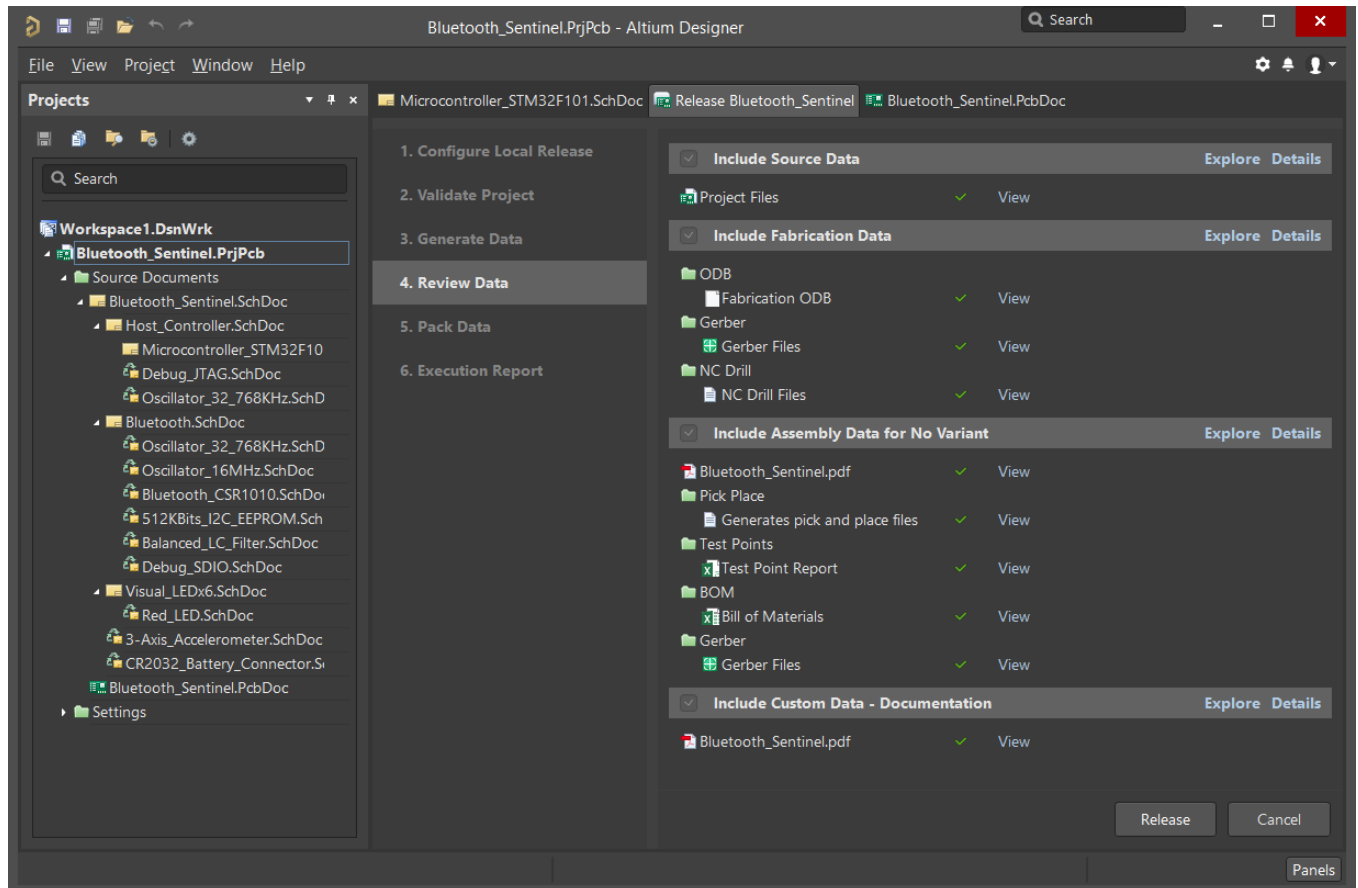 Bluetooth_Sentinel.PrjPcb - Altium Designer
Search
File View Project Window Help
Projects
Microcontroller_STM32F101.SchDoc
Release Bluetooth_Sentinel
Bluetooth_Sentinel.PcbDoc
Search
Workspace1.DsnWrk
Bluetooth_Sentinel.PrjPcb
Source Documents
Bluetooth_Sentinel.SchDoc
Host_Controller.SchDoc
Microcontroller_STM32F10
Debug_JTAG.SchDoc
Oscillator_32_768KHz.SchD
Bluetooth.SchDoc
Oscillator_32_768KHz.SchD
Oscillator_16MHz.SchDoc
Bluetooth_CSR1010.SchDo
512KBits_I2C_EEPROM.Sch
Balanced_LC_Filter.SchDoc
Debug_SDIO.SchDoc
Visual_LEDx6.SchDoc
Red_LED.SchDoc
3-Axis_Accelerometer.SchDoc
CR2032_Battery_Connector.S
Bluetooth_Sentinel.PcbDoc
Settings
1. Configure Local Release
2. Validate Project
3. Generate Data
4. Review Data
5. Pack Data
6. Execution Report
Include Source Data Explore Details
Project Files View
Include Fabrication Data Explore Details
ODB
Fabrication ODB View
Gerber
Gerber Files View
NC Drill
NC Drill Files View
Include Assembly Data for No Variant Explore Details
Bluetooth_Sentinel.pdf View
Pick Place
Generates pick and place files View
Test Points
Test Point Report View
BOM
Bill of Materials View
Gerber
Gerber Files View
Include Custom Data - Documentation Explore Details
Bluetooth_Sentinel.pdf View
Release Cancel
Panels